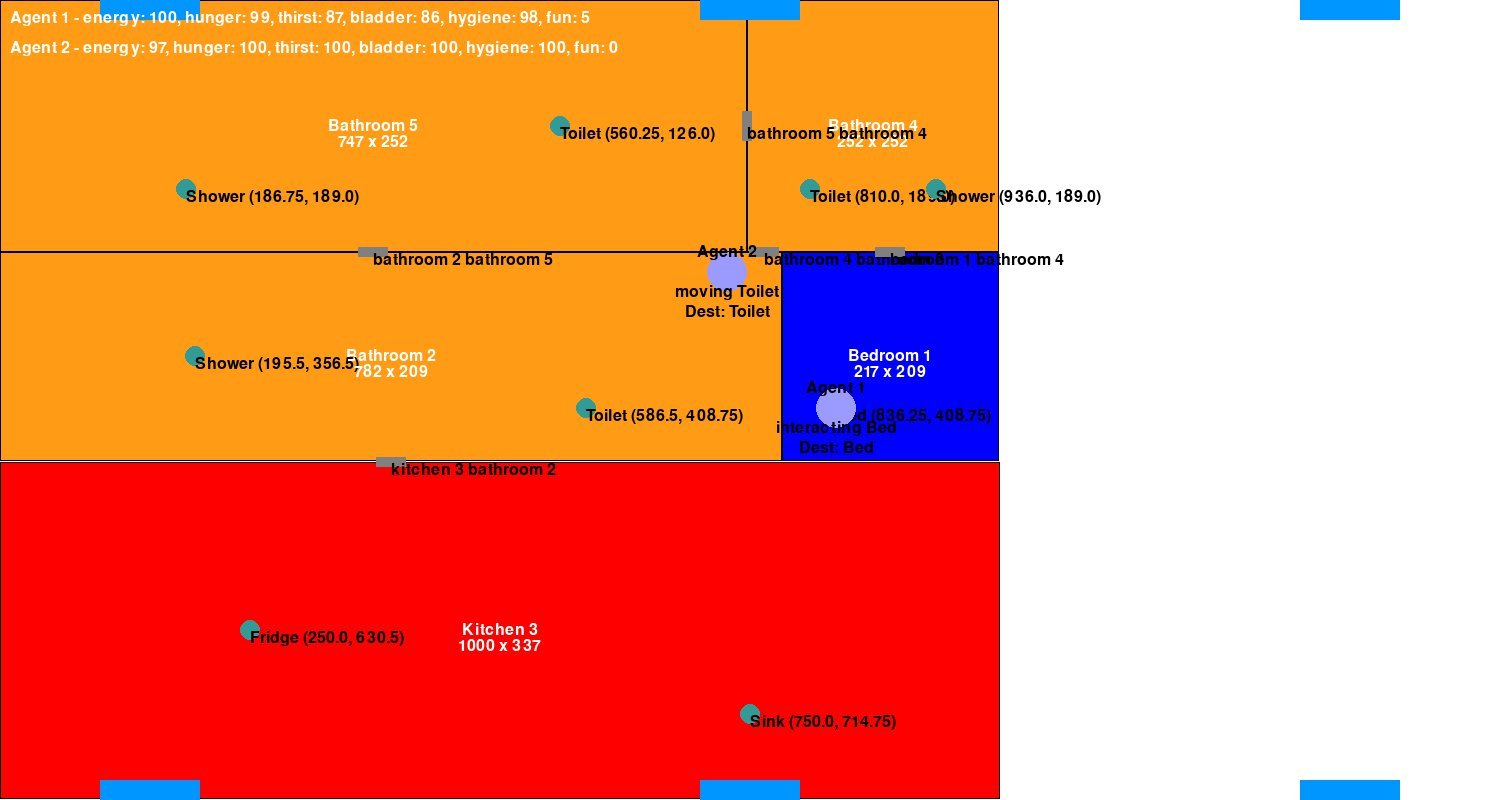 Agent 1 - energy: 100, hunger: 99, thirst: 87, bladder: 86, hygiene: 98, fun: 5
Agent 2 - energy: 97, hunger: 100, thirst: 100, bladder: 100, hygiene: 100, fun: 0
Bathroom 5
747 x 252
Toilet (560.25, 126.0)
bathroom 5 bathroom 4
Bathroom 4
252 x 252
Shower (186.75, 189.0)
Toilet (810.0, 189.0)
Shower (936.0, 189.0)
Agent 2
bathroom 2 bathroom 5
bathroom 4
bathroom 4
moving Toilet
Dest: Toilet
Bathroom 2
782 x 209
Shower (195.5, 356.5)
Bedroom 1
217 x 209
Agent 1
Toilet (586.5, 408.75)
(836.25, 408.75)
interacting Bed
Dest: Bed
kitchen 3 bathroom 2
Kitchen 3
1000 x 337
Fridge (250.0, 630.5)
Sink (750.0, 714.75)